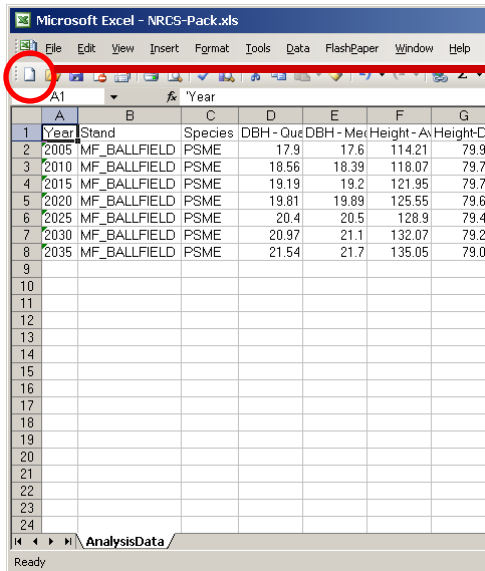 Microsoft Excel - NRCS-Pack.xls
File Edit View Insert Format Tools Data FlashPaper Window Help
A1 fx 'Year
A B C D E F G
1 Year Stand Species DBH - Qua DBH - Med Height - Av Height-D
2 2005 MF_BALLFIELD PSME 17.9 17.6 114.21 79.9
3 2010 MF_BALLFIELD PSME 18.56 18.39 118.07 79.7
4 2015 MF_BALLFIELD PSME 19.19 19.2 121.95 79.7
5 2020 MF_BALLFIELD PSME 19.81 19.89 125.55 79.6
6 2025 MF_BALLFIELD PSME 20.4 20.5 128.9 79.4
7 2030 MF_BALLFIELD PSME 20.97 21.1 132.07 79.2
8 2035 MF_BALLFIELD PSME 21.54 21.7 135.05 79.0
9
10
11
12
13
14
15
16
17
18
19
20
21
22
23
24
AnalysisData
Ready